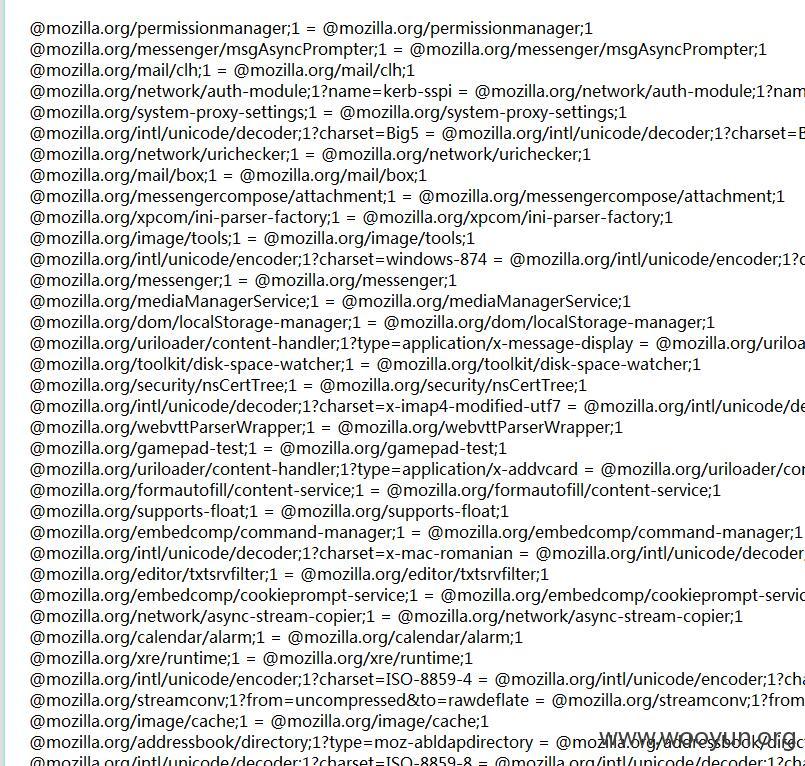 @mozilla.org/permissionmanager;1 = @mozilla.org/permissionmanager;1
@mozilla.org/messenger/msgAsyncPrompter;1 = @mozilla.org/messenger/msgAsyncPrompter;1
@mozilla.org/mail/clh;1 = @mozilla.org/mail/clh;1
@mozilla.org/network/auth-module;1?name=kerb-sspi = @mozilla.org/network/auth-module;1?nam
@mozilla.org/system-proxy-settings;1 = @mozilla.org/system-proxy-settings;1
@mozilla.org/intl/unicode/decoder;1?charset=Big5 = @mozilla.org/intl/unicode/decoder;1?charset=B
@mozilla.org/network/urichecker;1 = @mozilla.org/network/urichecker;1
@mozilla.org/mail/box;1 = @mozilla.org/mail/box;1
@mozilla.org/messengercompose/attachment;1 = @mozilla.org/messengercompose/attachment;1
@mozilla.org/xpcom/ini-parser-factory;1 = @mozilla.org/xpcom/ini-parser-factory;1
@mozilla.org/image/tools;1 = @mozilla.org/image/tools;1
@mozilla.org/intl/unicode/encoder;1?charset=windows-874 = @mozilla.org/intl/unicode/encoder;1?c
@mozilla.org/messenger;1 = @mozilla.org/messenger;1
@mozilla.org/mediaManagerService;1 = @mozilla.org/mediaManagerService;1
@mozilla.org/dom/localStorage-manager;1 = @mozilla.org/dom/localStorage-manager;1
@mozilla.org/uriloader/content-handler;1?type=application/x-message-display = @mozilla.org/uriloa
@mozilla.org/toolkit/disk-space-watcher;1 = @mozilla.org/toolkit/disk-space-watcher;1
@mozilla.org/security/nsCertTree;1 = @mozilla.org/security/nsCertTree;1
@mozilla.org/intl/unicode/decoder;1?charset=x-imap4-modified-utf7 = @mozilla.org/intl/unicode/de
@mozilla.org/webvttParserWrapper;1 = @mozilla.org/webvttParserWrapper;1
@mozilla.org/gamepad-test;1 = @mozilla.org/gamepad-test;1
@mozilla.org/uriloader/content-handler;1?type=application/x-addvcard = @mozilla.org/uriloader/con
@mozilla.org/formautofill/content-service;1 = @mozilla.org/formautofill/content-service;1
@mozilla.org/supports-float;1 = @mozilla.org/supports-float;1
@mozilla.org/embedcomp/command-manager;1 = @mozilla.org/embedcomp/command-manager;1
@mozilla.org/intl/unicode/decoder;1?charset=x-mac-romanian = @mozilla.org/intl/unicode/decoder;
@mozilla.org/editor/txtsrvfilter;1 = @mozilla.org/editor/txtsrvfilter;1
@mozilla.org/embedcomp/cookieprompt-service;1 = @mozilla.org/embedcomp/cookieprompt-servic
@mozilla.org/network/async-stream-copier;1 = @mozilla.org/network/async-stream-copier;1
@mozilla.org/calendar/alarm;1 = @mozilla.org/calendar/alarm;1
@mozilla.org/xre/runtime;1 = @mozilla.org/xre/runtime;1
@mozilla.org/intl/unicode/encoder;1?charset=ISO-8859-4 = @mozilla.org/intl/unicode/encoder;1?cha
@mozilla.org/streamconv;1?from=uncompressed&to=rawdeflate = @mozilla.org/streamconv;1?from
@mozilla.org/image/cache;1 = @mozilla.org/image/cache;1
@mozilla.org/addressbook/directory;1?type=moz-abldapdirectory = @mozilla.org/addressbook/direc
www.wooyun.org
@mozilla.org/intl/unicode/decoder;1?charset=ISO-8859-8 = @mozilla.org/intl/unicode/decoder;1?cha